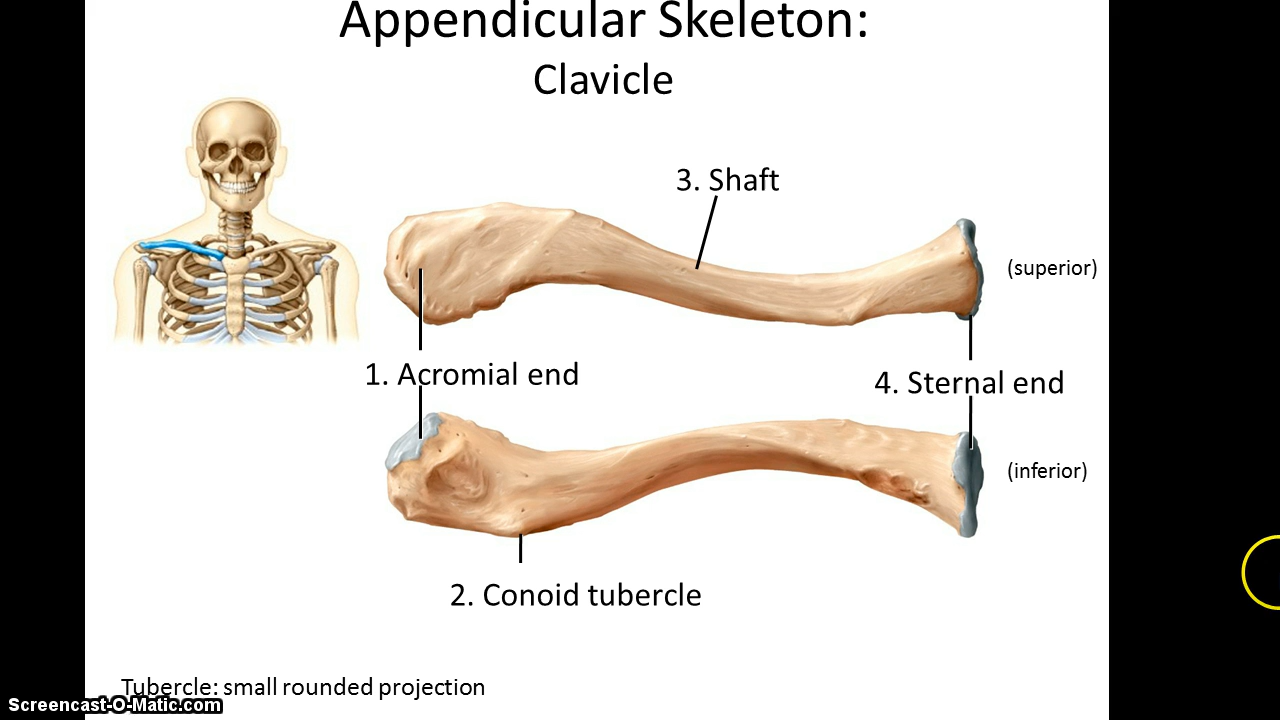 Appendicular Skeleton:
Clavicle
3. Shaft
(superior)
1. Acromial end
4. Sternal end
(inferior)
2. Conoid tubercle
Tubercle: small rounded projection
Screencast-O-Matic.com